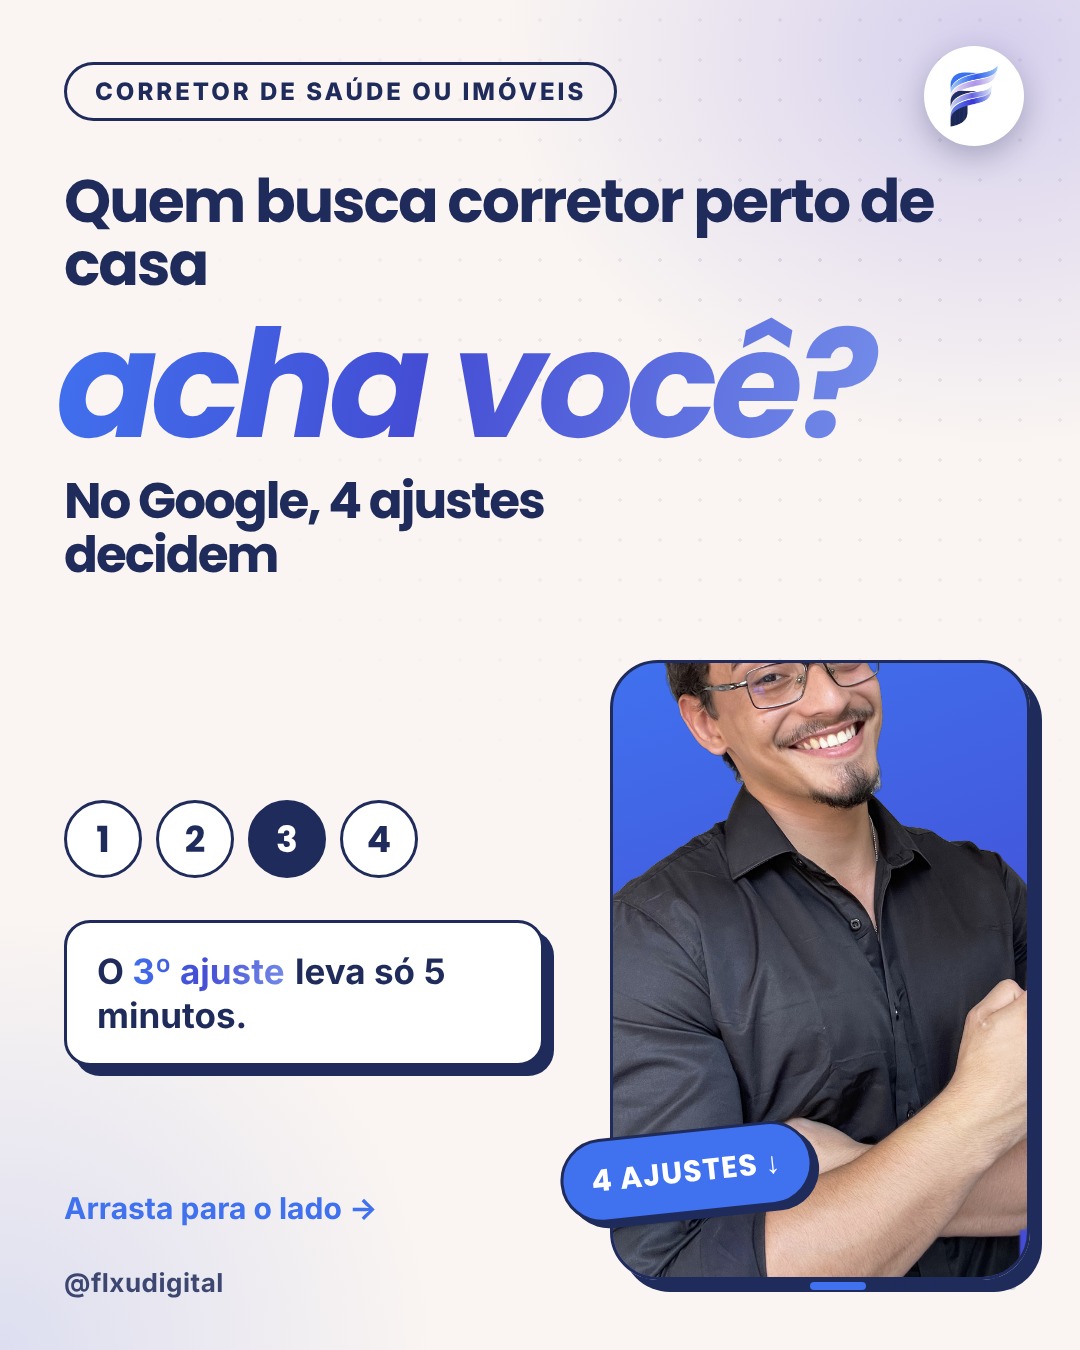 CORRETOR DE SAÚDE OU IMÓVEIS
Quem busca corretor perto de
casa
acha você?
No Google, 4 ajustes
decidem
1 2 3 4
O 3º ajuste leva só 5
minutos.
4 AJUSTES ↓
Arrasta para o lado →
@flxudigital